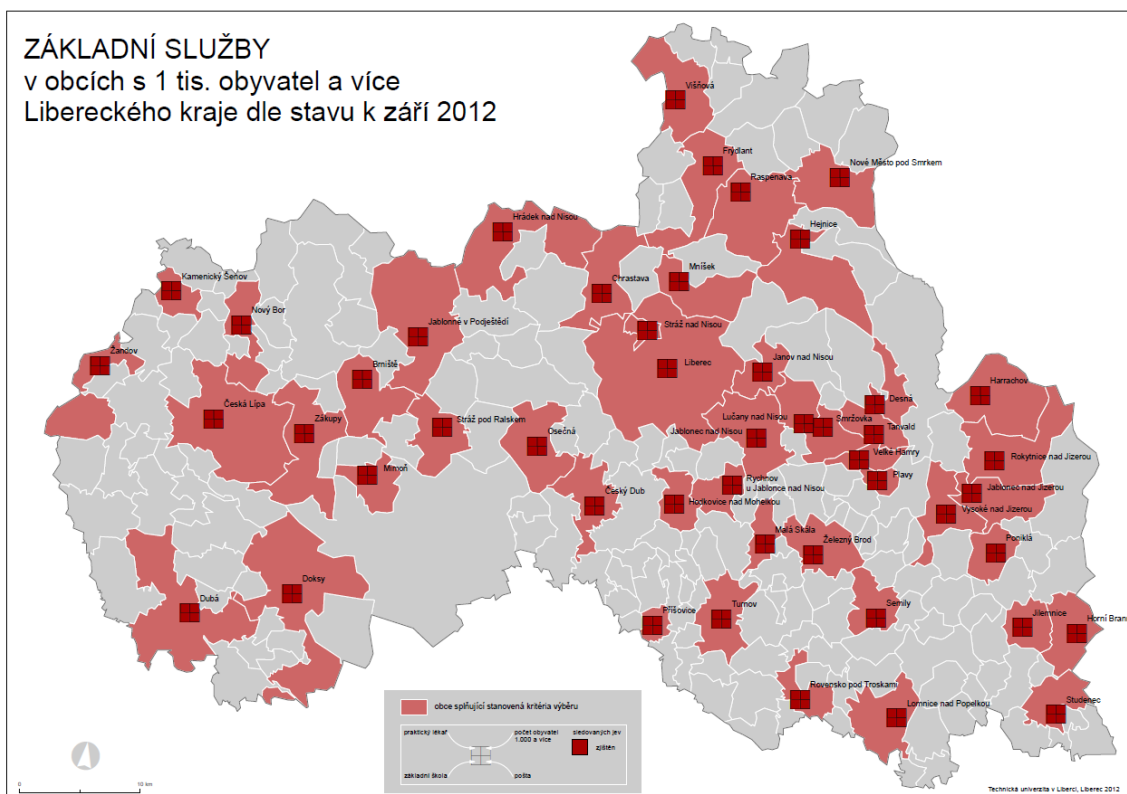 ZÁKLADNÍ SLUŽBY
v obcích s 1 tis. obyvatel a více
Libereckého kraje dle stavu k září 2012
Višňová
Frýdlant
Nové Město pod Smrkem
Raspenava
Hrádek nad Nisou
Hejnice
Kamenický Šenov
Mníšek
Chrastava
Nový Bor
Jablonné v Podještědí
Stráž nad Nisou
Žandov
Brniště
Liberec
Janov nad Nisou
Harrachov
Desná
Česká Lípa
Zákupy
Stráž pod Ralskem
Lučany nad Nisou
Smržovka
Tanvald
Osečná
Jablonec nad Nisou
Velké Hamry
Rokytnice nad Jizerou
Mimoň
Plavy
Rychnov
u Jablonce nad Nisou
Jablonec nad Jizerou
Český Dub
Hodkovice nad Mohelkou
Vysoké nad Jizerou
Malá Skála
Železný Brod
Poniklá
Doksy
Dubá
Příšovice
Turnov
Semily
Jilemnice
Horní Branná
Rovensko pod Troskami
Lomnice nad Popelkou
Studenec
obce splňující stanovená kritéria výběru
praktický lékař
počet obyvatel
1.000 a více
sledovaných jev
zjištěn
základní škola
pošta
0
10 km
Technická univerzita v Liberci, Liberec 2012